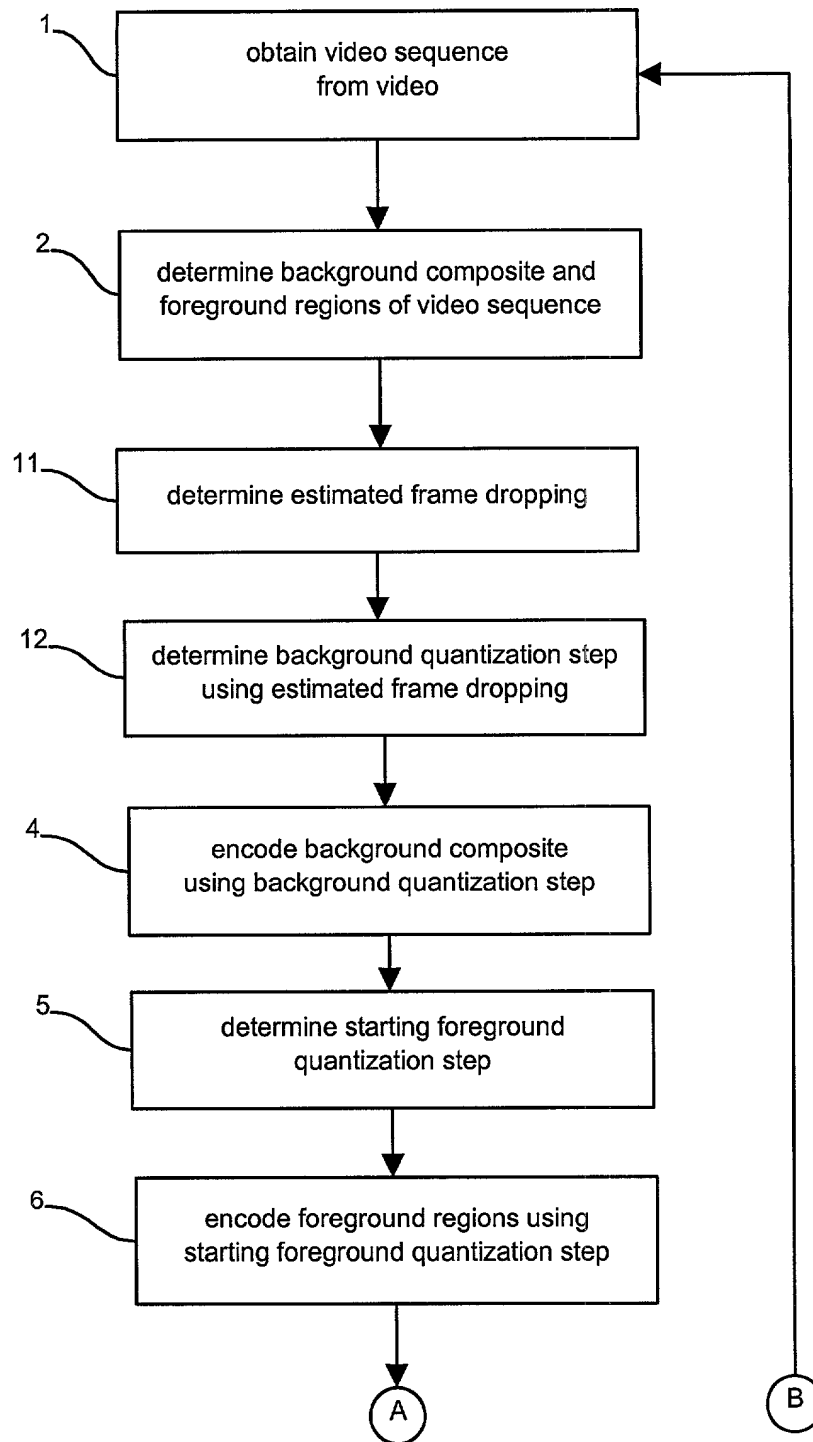 1
obtain video sequence
from video
2
determine background composite and
foreground regions of video sequence
11
determine estimated frame dropping
12
determine background quantization step
using estimated frame dropping
4
encode background composite
using background quantization step
5
determine starting foreground
quantization step
6
encode foreground regions using
starting foreground quantization step
A
B